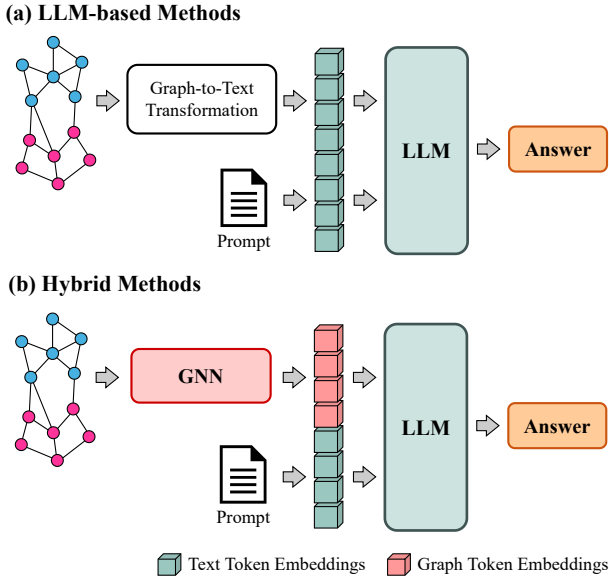 (a) LLM-based Methods
Graph-to-Text
Transformation
LLM
Answer
Prompt
(b) Hybrid Methods
GNN
LLM
Answer
Prompt
Text Token Embeddings
Graph Token Embeddings